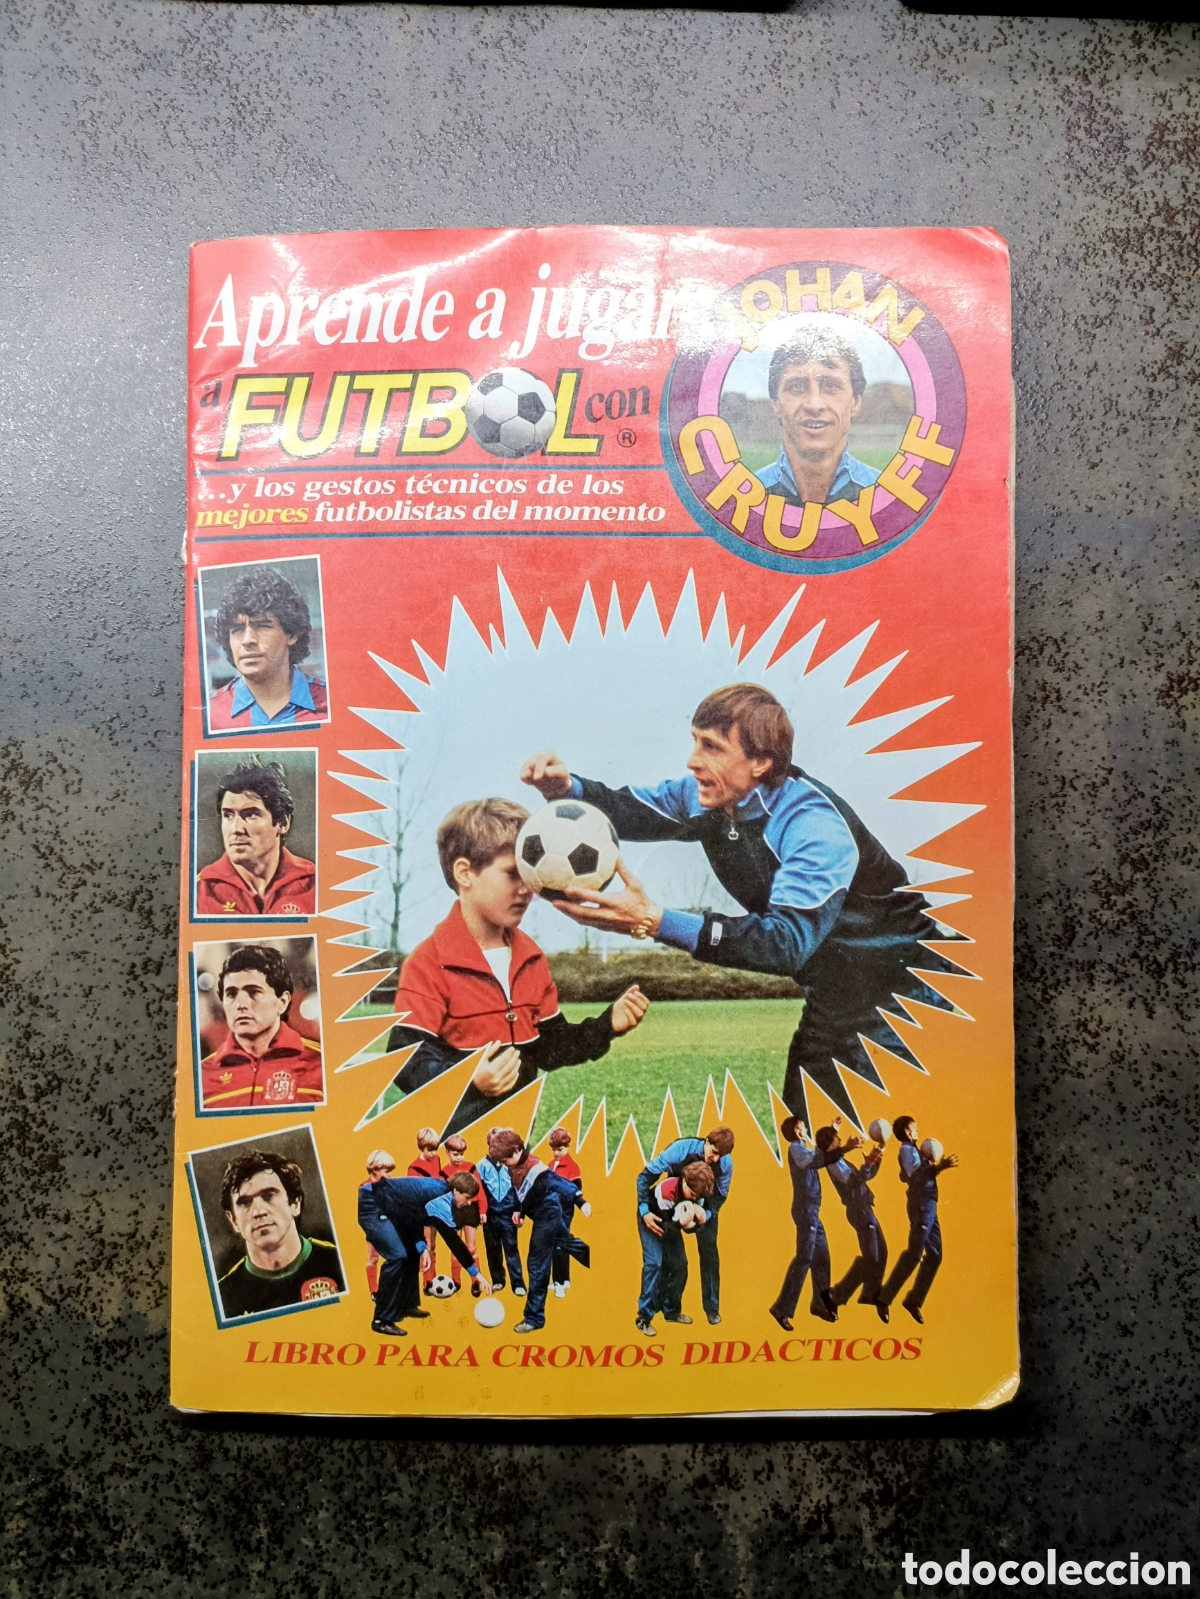 Aprende a jugar
a FUTBOL con
®
JOHAN
CRUYFF
...y los gestos técnicos de los
mejores futbolistas del momento
LIBRO PARA CROMOS DIDACTICOS
todocoleccion